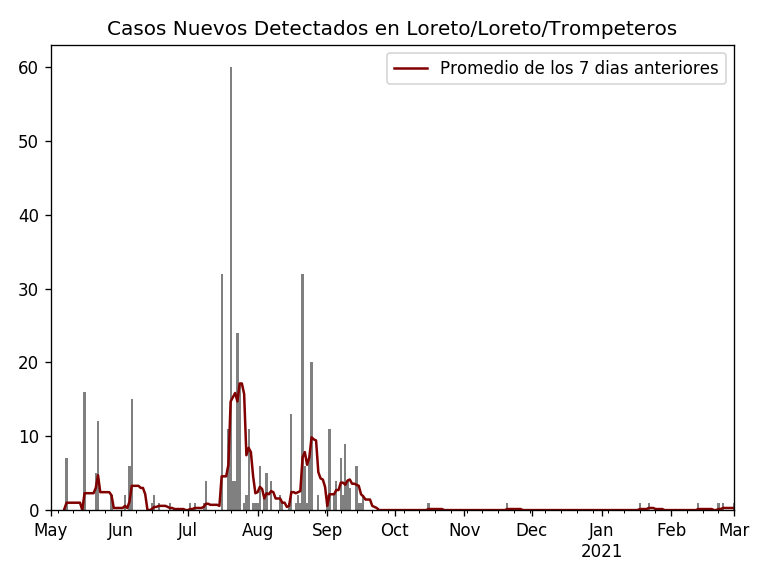 Casos Nuevos Detectados en Loreto/Loreto/Trompeteros
Promedio de los 7 dias anteriores
60
50
40
30
20
10
0
May Jun Jul Aug Sep Oct Nov Dec Jan Feb Mar
2021